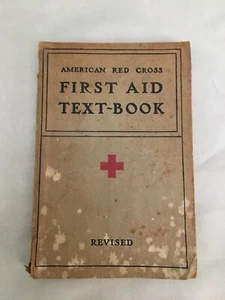 AMERICAN RED CROSS
FIRST AID
TEXT-BOOK
REVISED